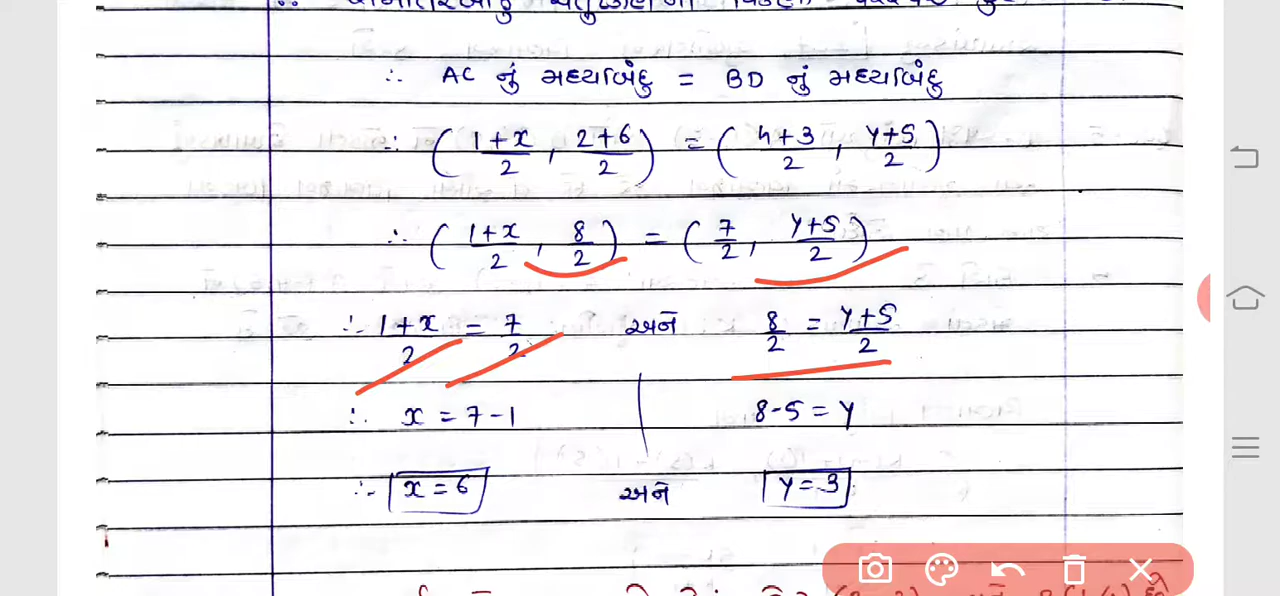 ∴ AC નું મધ્યબિંદુ = BD નું મધ્યબિંદુ
∴ ( 1+x/2 , 2+6/2 ) = ( 4+3/2 , y+5/2 )
∴ ( 1+x/2 , 8/2 ) = ( 7/2 , y+5/2 )
∴ 1+x/2 = 7/2 અને 8/2 = y+5/2
∴ x = 7-1 8-5 = y
∴ x = 6 અને y = 3